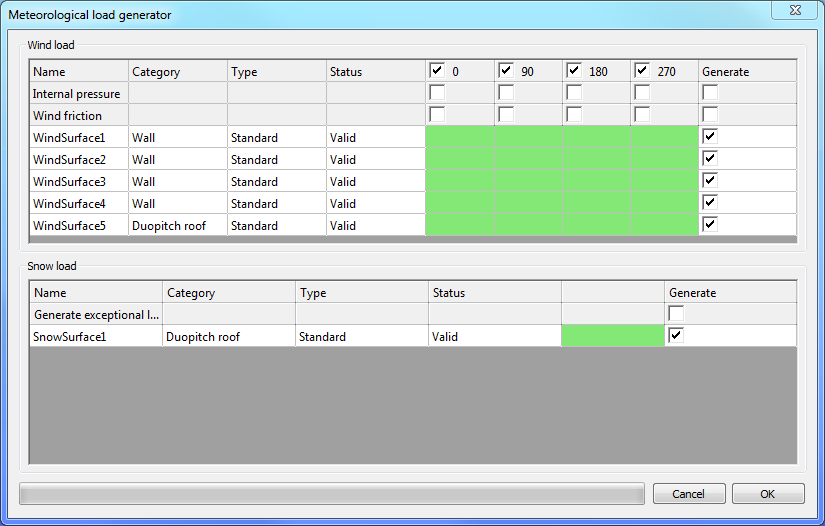 Meteorological load generator
Wind load
Name Category Type Status 0 90 180 270 Generate
Internal pressure
Wind friction
WindSurface1 Wall Standard Valid
WindSurface2 Wall Standard Valid
WindSurface3 Wall Standard Valid
WindSurface4 Wall Standard Valid
WindSurface5 Duopitch roof Standard Valid
Snow load
Name Category Type Status Generate
Generate exceptional l...
SnowSurface1 Duopitch roof Standard Valid
Cancel OK